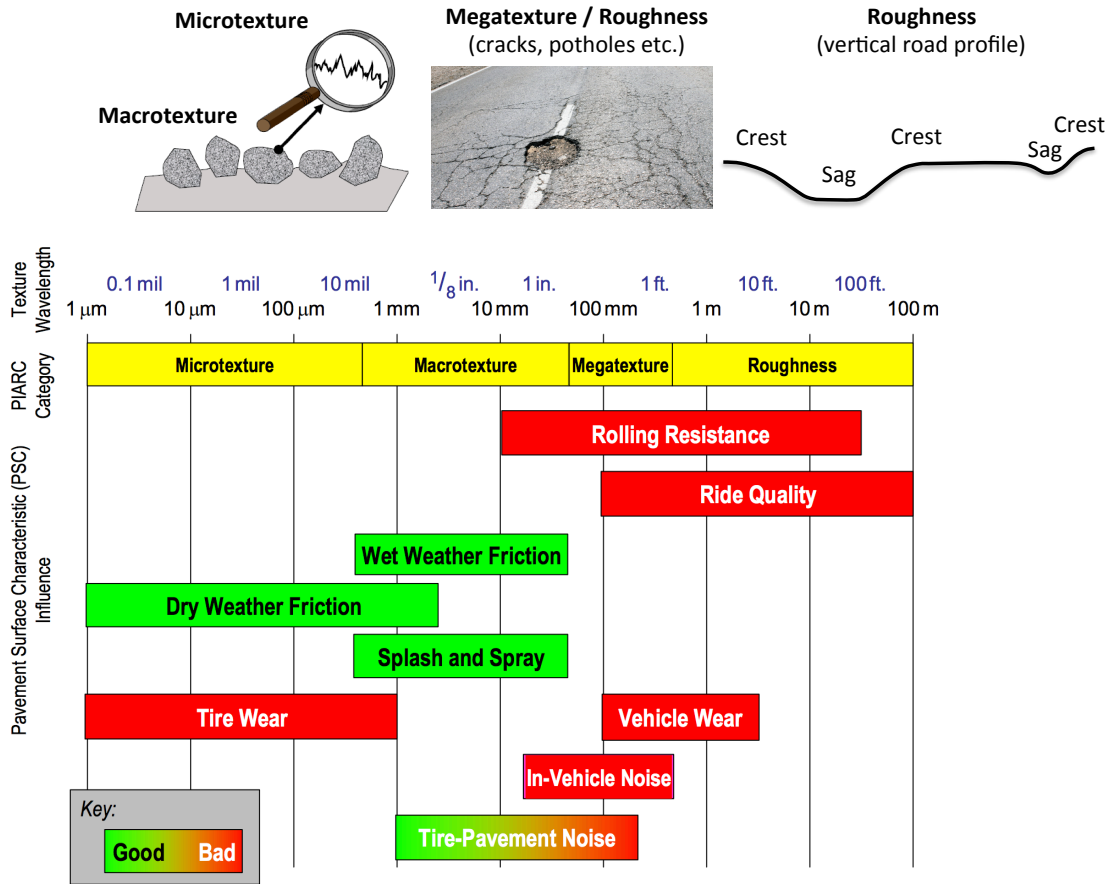 Microtexture
Macrotexture
Megatexture / Roughness
(cracks, potholes etc.)
Roughness
(vertical road profile)
Crest
Sag
Crest
Sag
Crest
Texture
Wavelength
0.1 mil 1 mil 10 mil 1/8 in. 1 in. 1 ft. 10 ft. 100 ft.
1 μm 10 μm 100 μm 1 mm 10 mm 100 mm 1 m 10 m 100 m
PIARC
Category
Microtexture Macrotexture Megatexture Roughness
Pavement Surface Characteristic (PSC)
Influence
Rolling Resistance
Ride Quality
Wet Weather Friction
Dry Weather Friction
Splash and Spray
Tire Wear Vehicle Wear
In-Vehicle Noise
Tire-Pavement Noise
Key:
Good Bad